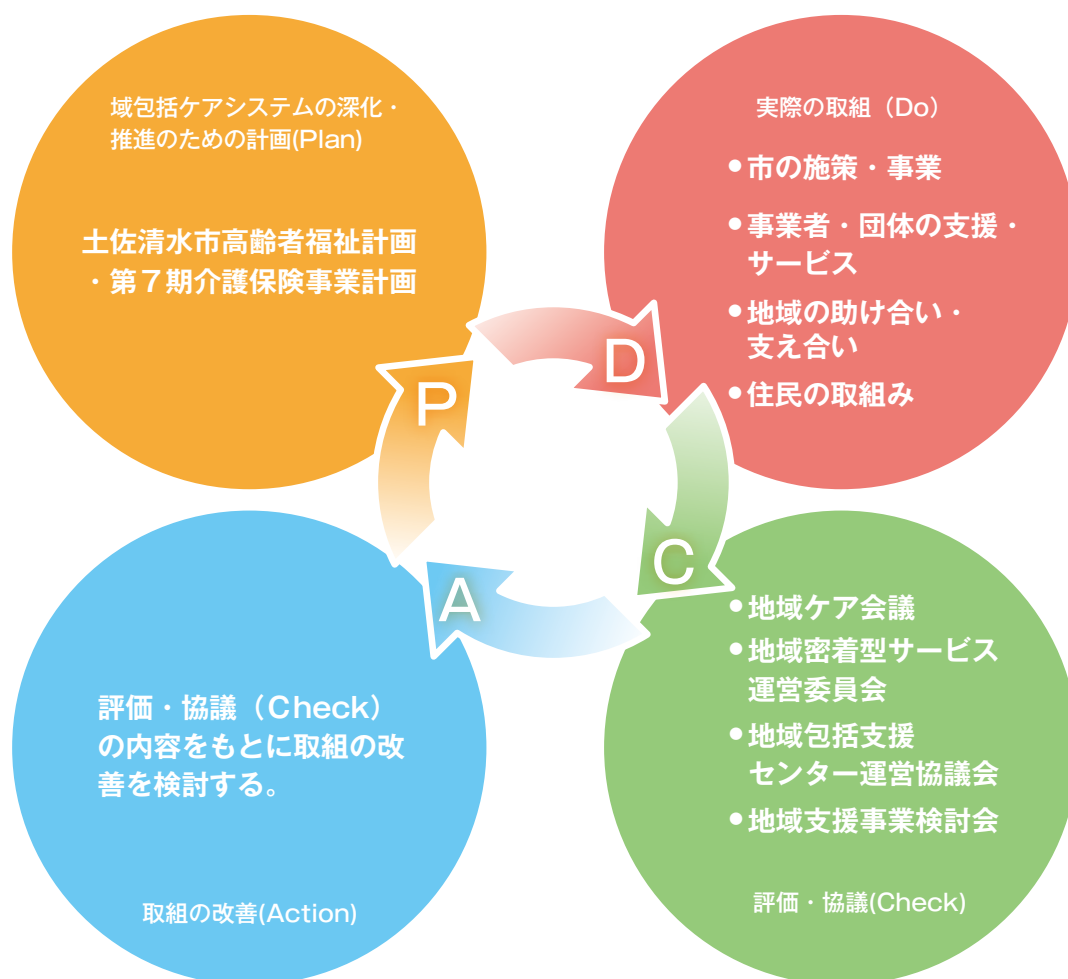 域包括ケアシステムの深化・
推進のための計画(Plan)
土佐清水市高齢者福祉計画
・第７期介護保険事業計画
実際の取組（Do）
•市の施策・事業
•事業者・団体の支援・
サービス
•地域の助け合い・
支え合い
•住民の取組み
P
D
C
A
•地域ケア会議
•地域密着型サービス
運営委員会
•地域包括支援
センター運営協議会
•地域支援事業検討会
評価・協議(Check)
評価・協議（Check）
の内容をもとに取組の改
善を検討する。
取組の改善(Action)